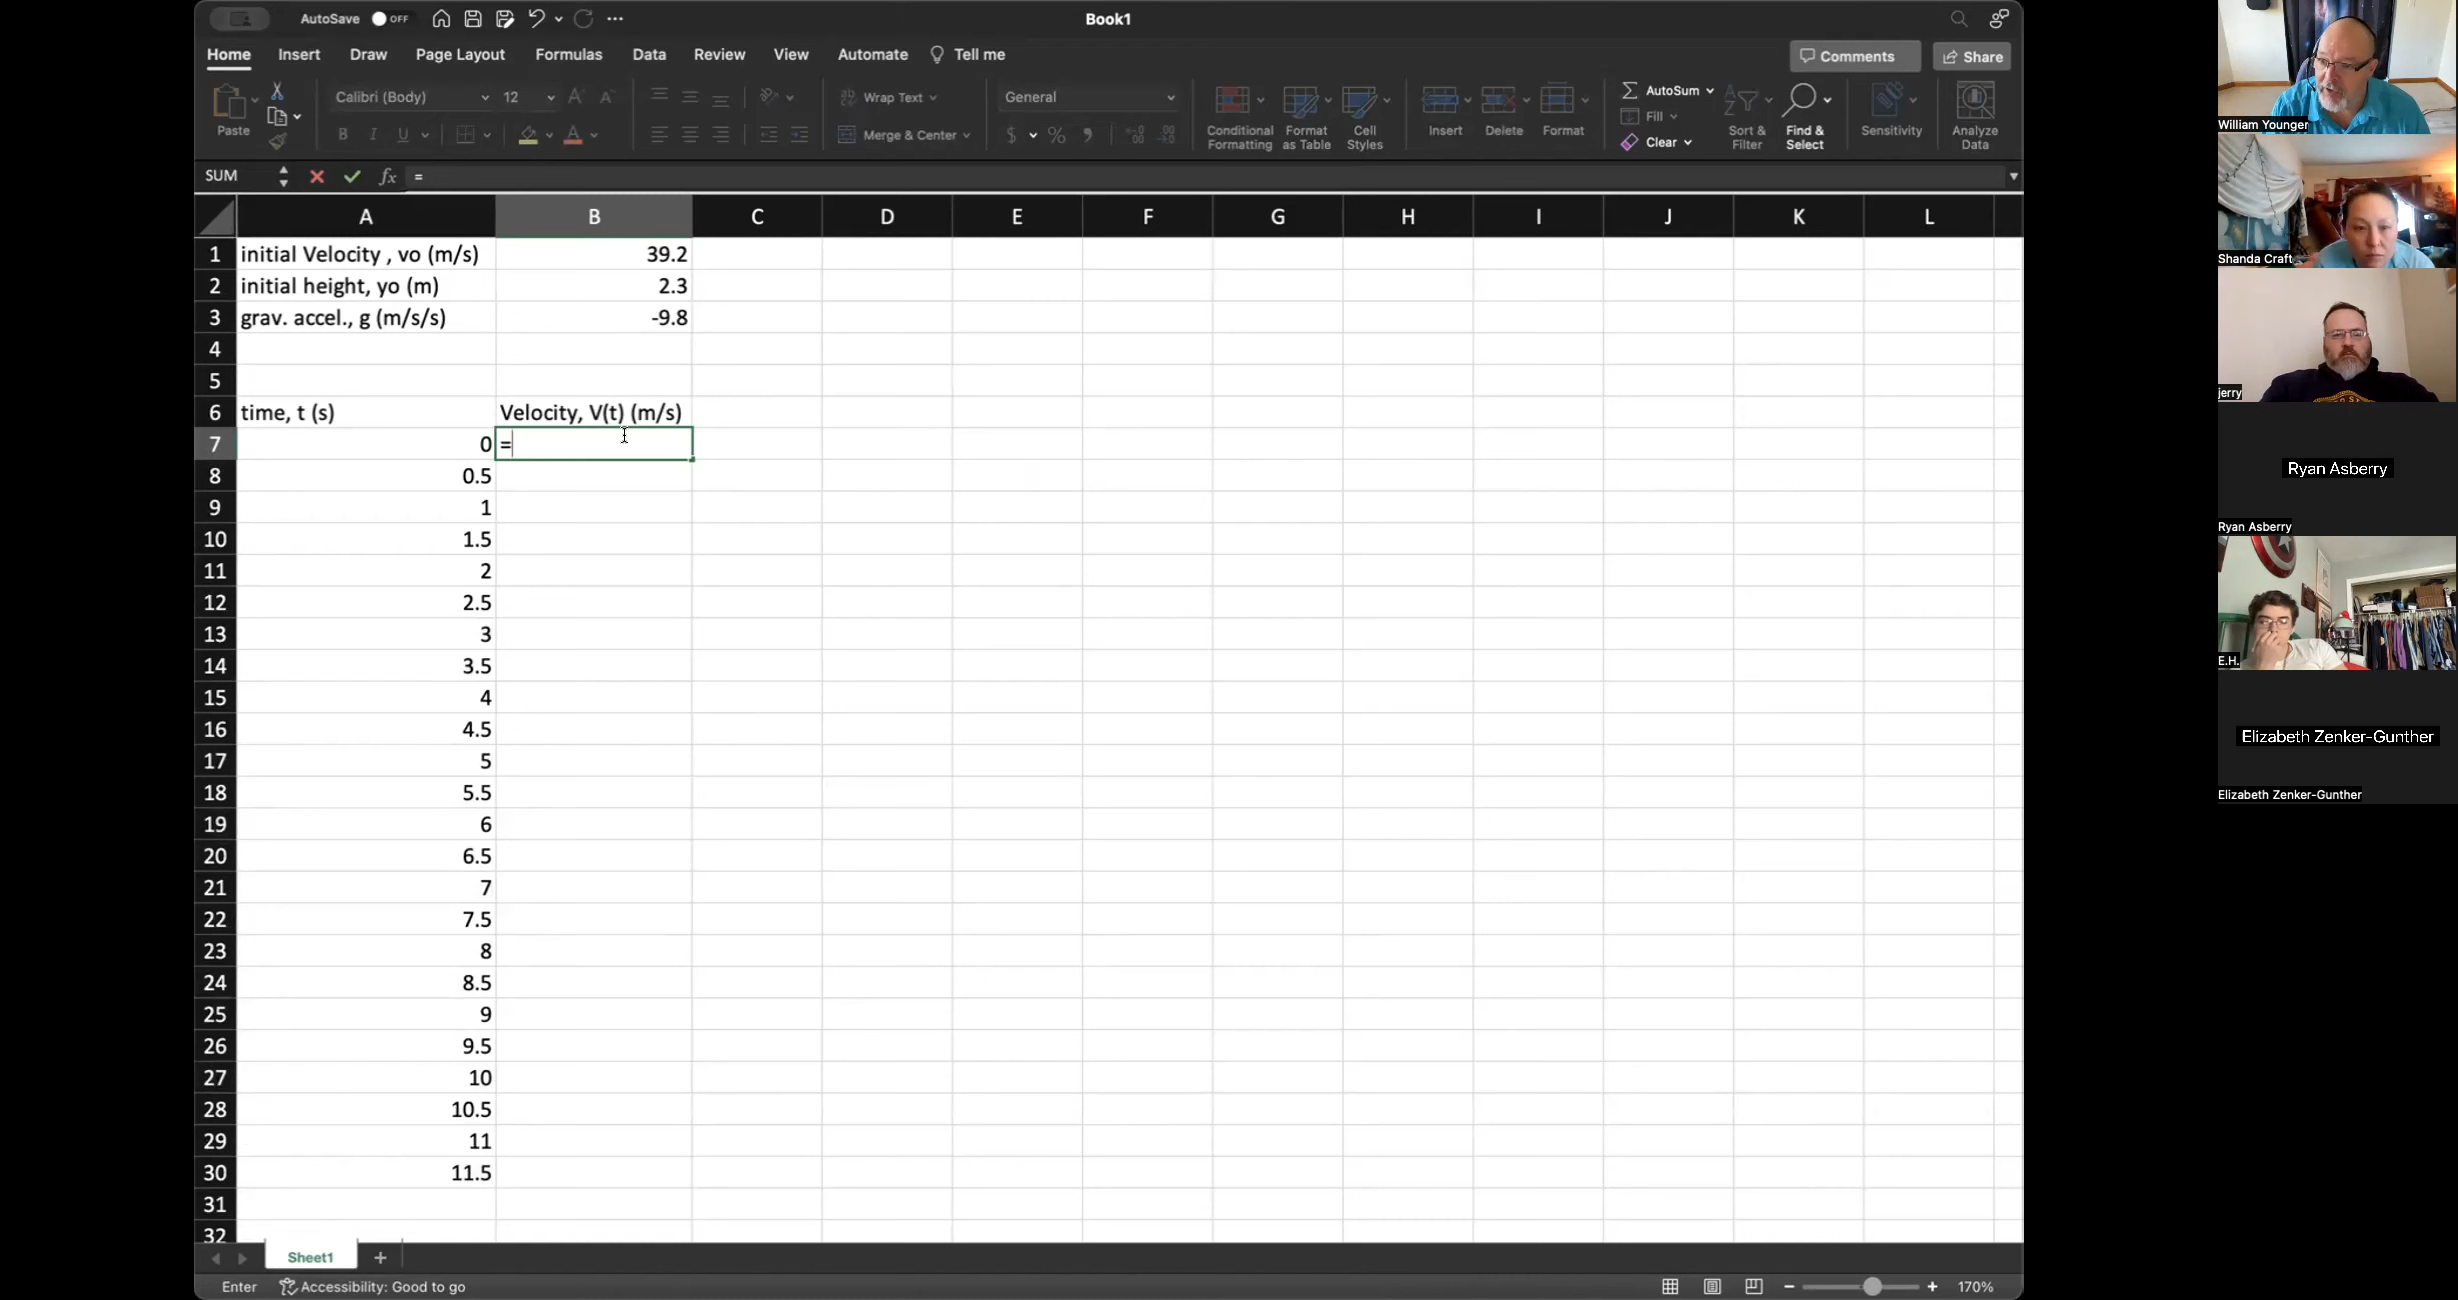 AutoSave OFF
Book1
Home Insert Draw Page Layout Formulas Data Review View Automate Tell me
Comments Share
Paste
Calibri (Body) 12 A A
B I U A
Wrap Text
Merge & Center
General
$ %
Conditional Formatting
Format as Table
Cell Styles
Insert Delete Format
AutoSum
Fill
Clear
Sort & Filter
Find & Select
Sensitivity
Analyze Data
SUM fx =
A B C D E F G H I J K L
1 initial Velocity , vo (m/s) 39.2
2 initial height, yo (m) 2.3
3 grav. accel., g (m/s/s) -9.8
4
5
6 time, t (s) Velocity, V(t) (m/s)
7 0 =
8 0.5
9 1
10 1.5
11 2
12 2.5
13 3
14 3.5
15 4
16 4.5
17 5
18 5.5
19 6
20 6.5
21 7
22 7.5
23 8
24 8.5
25 9
26 9.5
27 10
28 10.5
29 11
30 11.5
31
32
Sheet1 +
Enter Accessibility: Good to go
170%
William Younger
Shanda Craft
jerry
Ryan Asberry
Ryan Asberry
E.H.
Elizabeth Zenker-Gunther
Elizabeth Zenker-Gunther